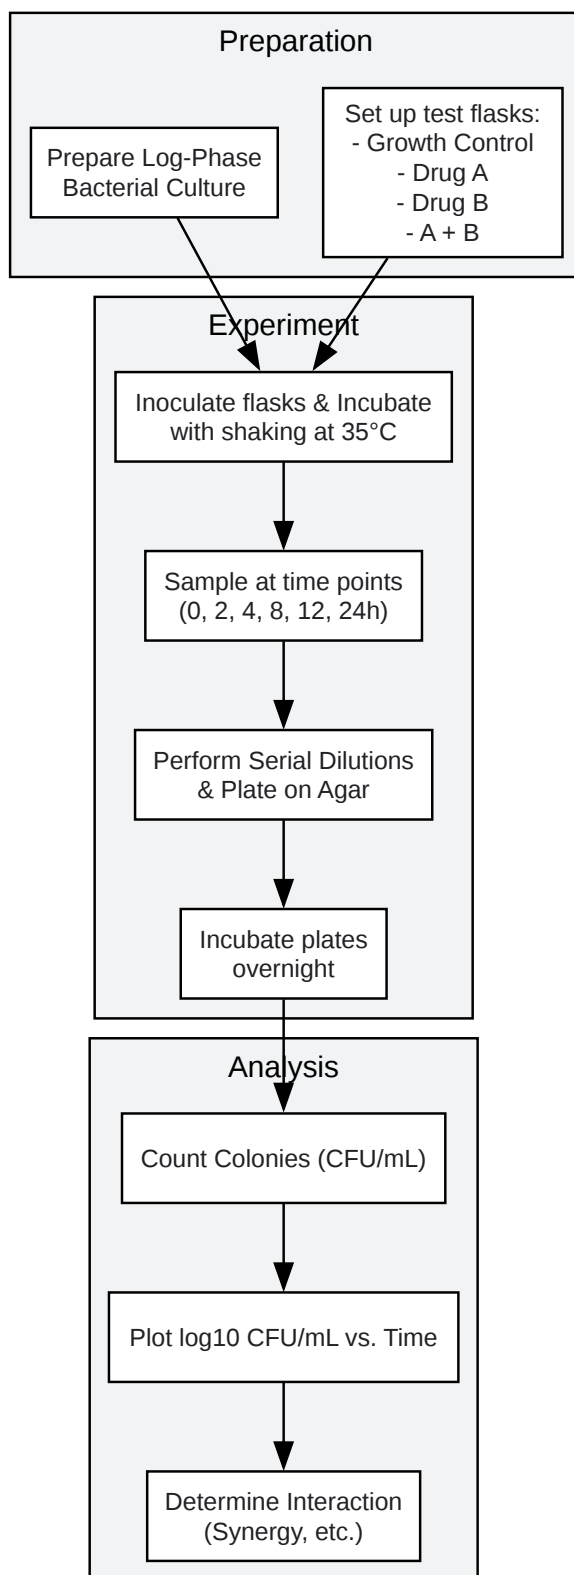 Preparation
Prepare Log-Phase
Bacterial Culture
Set up test flasks:
- Growth Control
- Drug A
- Drug B
- A + B
Experiment
Inoculate flasks & Incubate
with shaking at 35°C
Sample at time points
(0, 2, 4, 8, 12, 24h)
Perform Serial Dilutions
& Plate on Agar
Incubate plates
overnight
Analysis
Count Colonies (CFU/mL)
Plot log10 CFU/mL vs. Time
Determine Interaction
(Synergy, etc.)